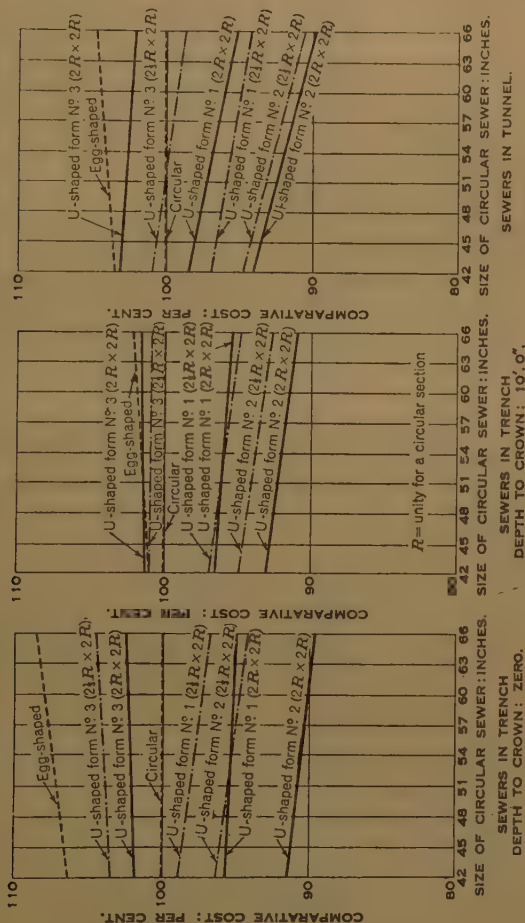 COMPARATIVE COST: PER CENT.
110
100
90
80
Egg-shaped
U-shaped form Nº 3 (2¼R × 2R)
U-shaped form Nº 3 (2R × 2R)
Circular
U-shaped form Nº 1 (2¼R × 2R)
U-shaped form Nº 2 (2¼R × 2R)
U-shaped form Nº 1 (2R × 2R)
U-shaped form Nº 2 (2R × 2R)
42 45 48 51 54 57 60 63 66
SIZE OF CIRCULAR SEWER: INCHES.
SEWERS IN TRENCH
DEPTH TO CROWN: ZERO.
COMPARATIVE COST: PER CENT.
110
100
90
80
U-shaped form Nº 3 (2R × 2R)
Egg-shaped
U-shaped form Nº 3 (2¼R × 2R)
Circular
U-shaped form Nº 1 (2¼R × 2R)
U-shaped form Nº 1 (2R × 2R)
U-shaped form Nº 2 (2¼R × 2R)
U-shaped form Nº 2 (2R × 2R)
R = unity for a circular section
42 45 48 51 54 57 60 63 66
SIZE OF CIRCULAR SEWER: INCHES.
SEWERS IN TRENCH
DEPTH TO CROWN: 10', 0".
COMPARATIVE COST: PER CENT.
110
100
90
80
U-shaped form Nº 3 (2R × 2R)
Egg-shaped
U-shaped form Nº 3 (2¼R × 2R)
Circular
U-shaped form Nº 1 (2R × 2R)
U-shaped form Nº 1 (2¼R × 2R)
U-shaped form Nº 2 (2¼R × 2R)
U-shaped form Nº 2 (2R × 2R)
42 45 48 51 54 57 60 63 66
SIZE OF CIRCULAR SEWER: INCHES.
SEWERS IN TUNNEL.